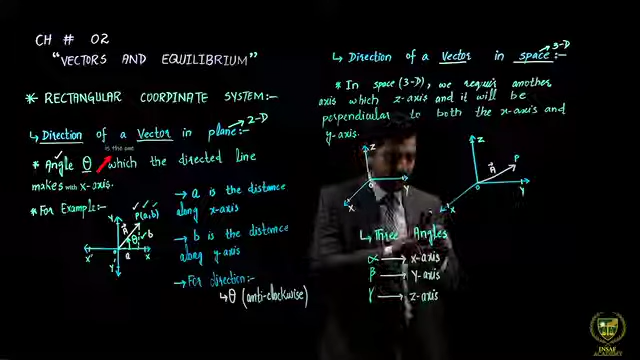 CH # 02
"VECTORS AND EQUILIBRIUM"
* RECTANGULAR COORDINATE SYSTEM:-
↳ Direction of a Vector in plane:- 2-D
is the one
* Angle θ which the directed line
makes with x-axis.
* For Example:-
Y
P(a,b)
A
b
θ
X' O a X
Y'
→ a is the distance
along x-axis
→ b is the distance
along y-axis
→ For direction:-
↳ θ (anti-clockwise)
↳ Direction of a Vector in space:- 3-D
* In space (3-D), we require another
axis which z-axis and it will be
perpendicular to both the x-axis and
y-axis.
Z
O
Y
X
Z
A
P
O
Y
X
↳ Three Angles
α → x-axis
β → Y-axis
γ → z-axis
INSAF
ACADEMY